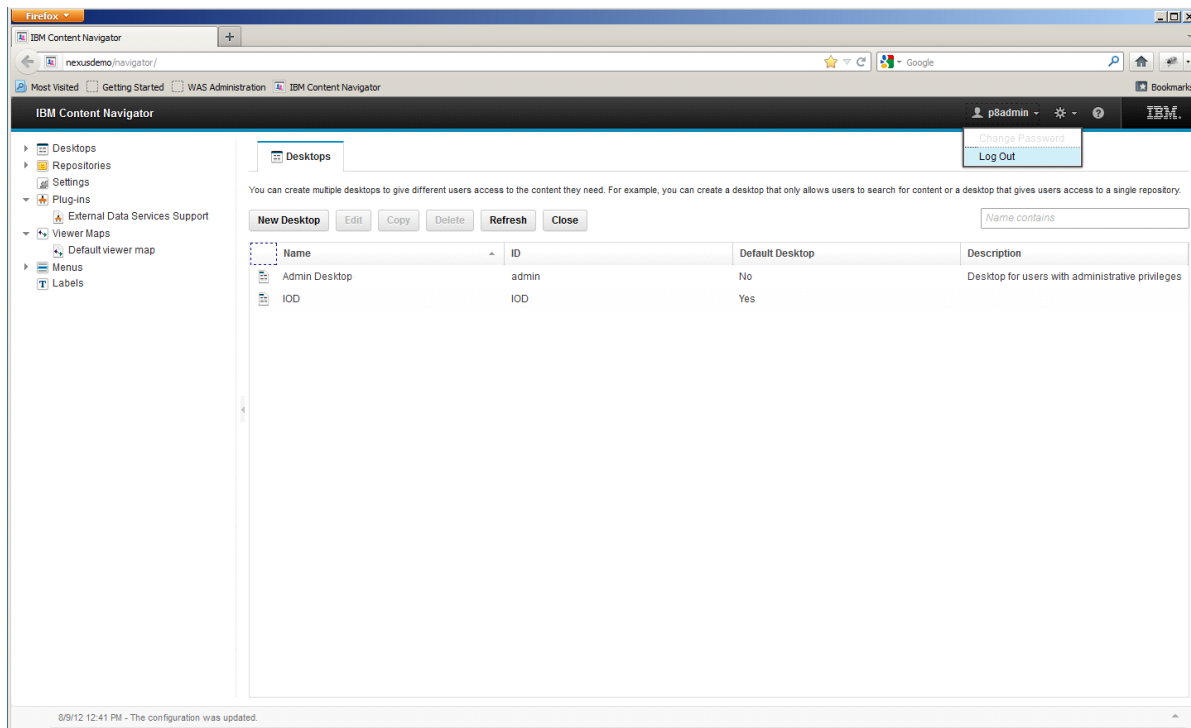 Firefox
IBM Content Navigator
+
nexusdemo/navigator/
Google
Most Visited Getting Started WAS Administration IBM Content Navigator Bookmarks
IBM Content Navigator p8admin IBM.
Change Password
Log Out
Desktops
Repositories
Settings
Plug-ins
External Data Services Support
Viewer Maps
Default viewer map
Menus
T Labels
Desktops
You can create multiple desktops to give different users access to the content they need. For example, you can create a desktop that only allows users to search for content or a desktop that gives users access to a single repository.
New Desktop Edit Copy Delete Refresh Close Name contains
Name ID Default Desktop Description
Admin Desktop admin No Desktop for users with administrative privileges
IOD IOD Yes
8/9/12 12:41 PM - The configuration was updated.